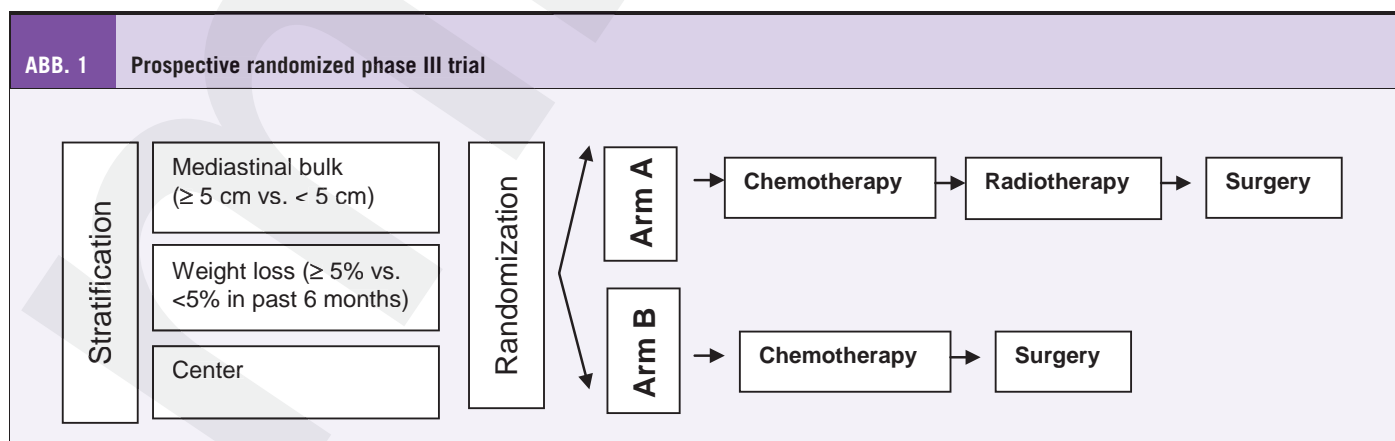 ABB. 1 Prospective randomized phase III trial
Stratification
Mediastinal bulk
(≥ 5 cm vs. < 5 cm)
Weight loss (≥ 5% vs.
<5% in past 6 months)
Center
Randomization
Arm A
Chemotherapy
Radiotherapy
Surgery
Arm B
Chemotherapy
Surgery